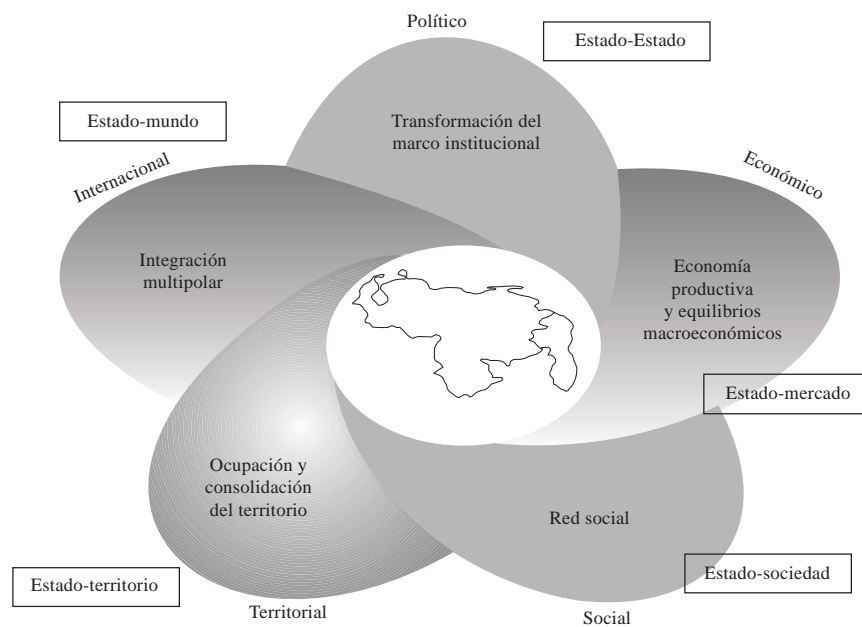 Político
Estado-Estado
Transformación del
marco institucional
Estado-mundo
Internacional
Integración
multipolar
Económico
Economía
productiva
y equilibrios
macroeconómicos
Estado-mercado
Ocupación y
consolidación
del territorio
Estado-territorio
Territorial
Red social
Estado-sociedad
Social